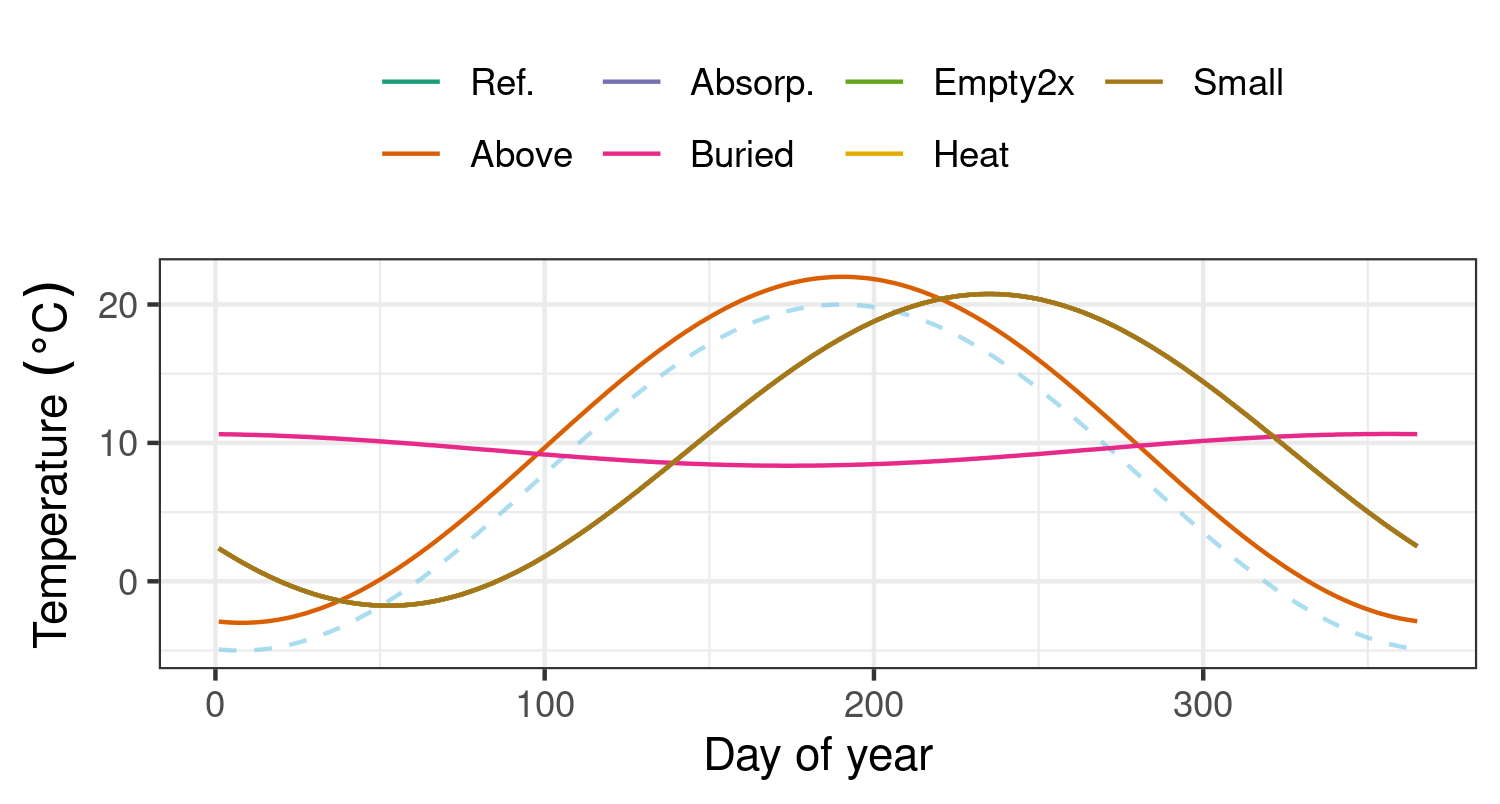 Ref. Absorp. Empty2x Small
Above Buried Heat
Temperature (°C)
20
10
0
0 100 200 300
Day of year